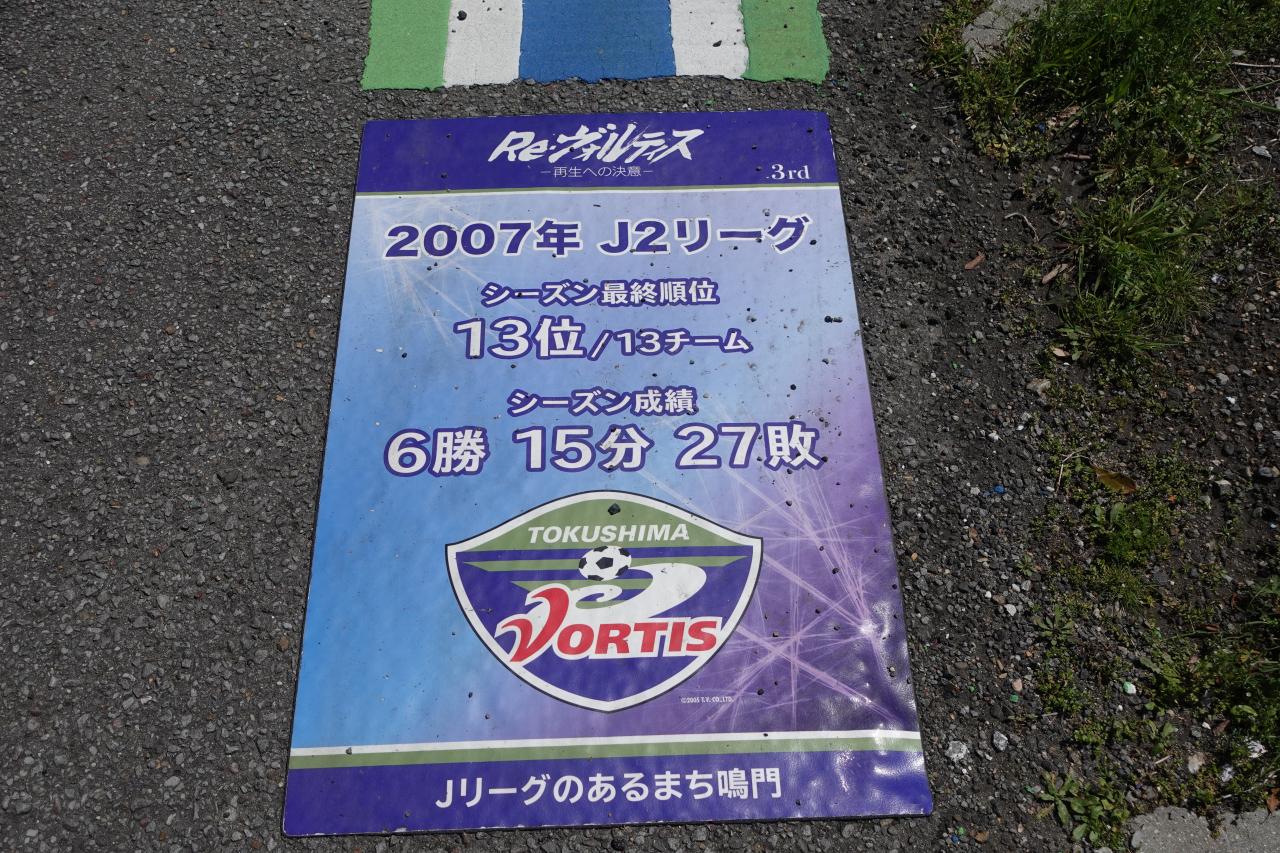 Re:ヴォルティス
−再生への決意−
3rd
2007年 J2リーグ
シーズン最終順位
13位/13チーム
シーズン成績
6勝 15分 27敗
TOKUSHIMA
VORTIS
©2005 T.V.CO.,LTD.
Jリーグのあるまち鳴門